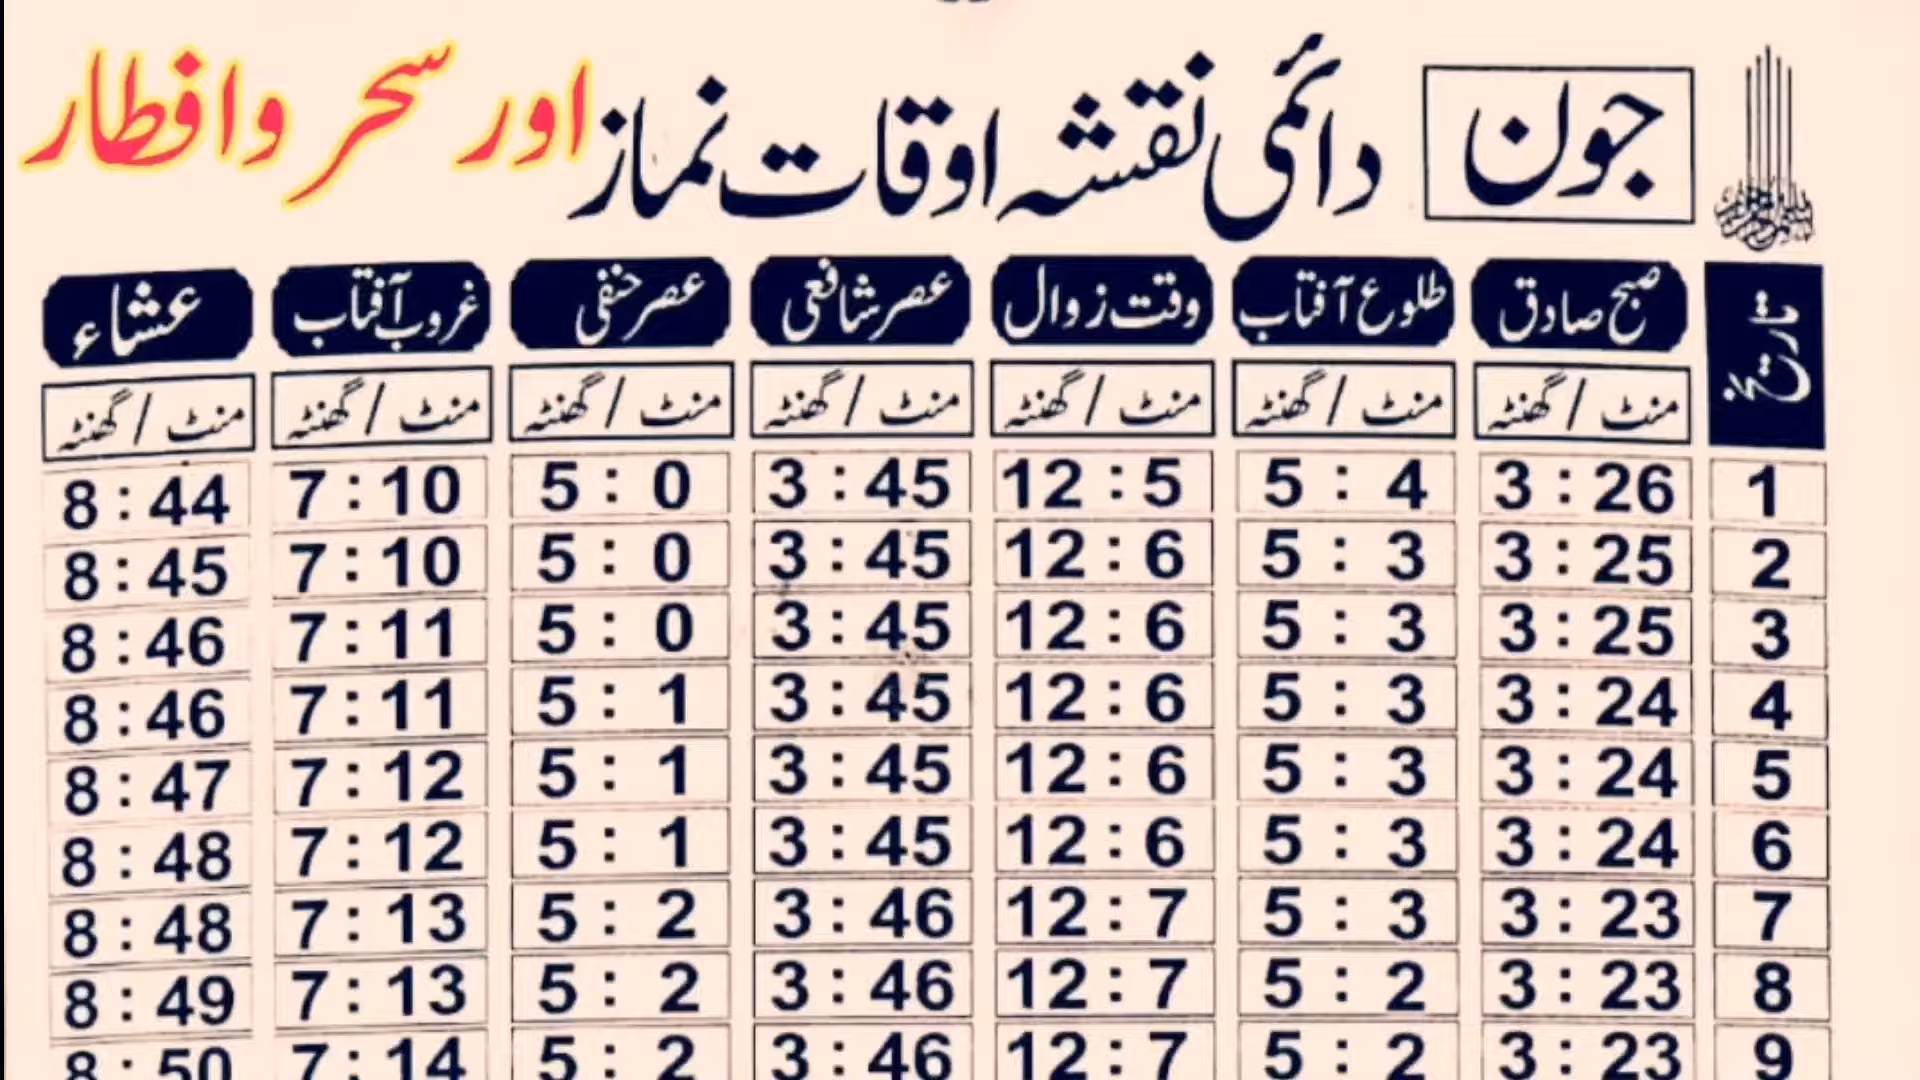 جون دائمی نقشہ اوقات نماز اور سحر و افطار
تاریخ صبح صادق طلوع آفتاب وقت زوال عصر شافعی عصر حنفی غروب آفتاب عشاء
منٹ / گھنٹہ منٹ / گھنٹہ منٹ / گھنٹہ منٹ / گھنٹہ منٹ / گھنٹہ منٹ / گھنٹہ منٹ / گھنٹہ
1 3 : 26 5 : 4 12 : 5 3 : 45 5 : 0 7 : 10 8 : 44
2 3 : 25 5 : 3 12 : 6 3 : 45 5 : 0 7 : 10 8 : 45
3 3 : 25 5 : 3 12 : 6 3 : 45 5 : 0 7 : 11 8 : 46
4 3 : 24 5 : 3 12 : 6 3 : 45 5 : 1 7 : 11 8 : 46
5 3 : 24 5 : 3 12 : 6 3 : 45 5 : 1 7 : 12 8 : 47
6 3 : 24 5 : 3 12 : 6 3 : 45 5 : 1 7 : 12 8 : 48
7 3 : 23 5 : 3 12 : 7 3 : 46 5 : 2 7 : 13 8 : 48
8 3 : 23 5 : 2 12 : 7 3 : 46 5 : 2 7 : 13 8 : 49
9 3 : 23 5 : 2 12 : 7 3 : 46 5 : 2 7 : 14 8 : 50